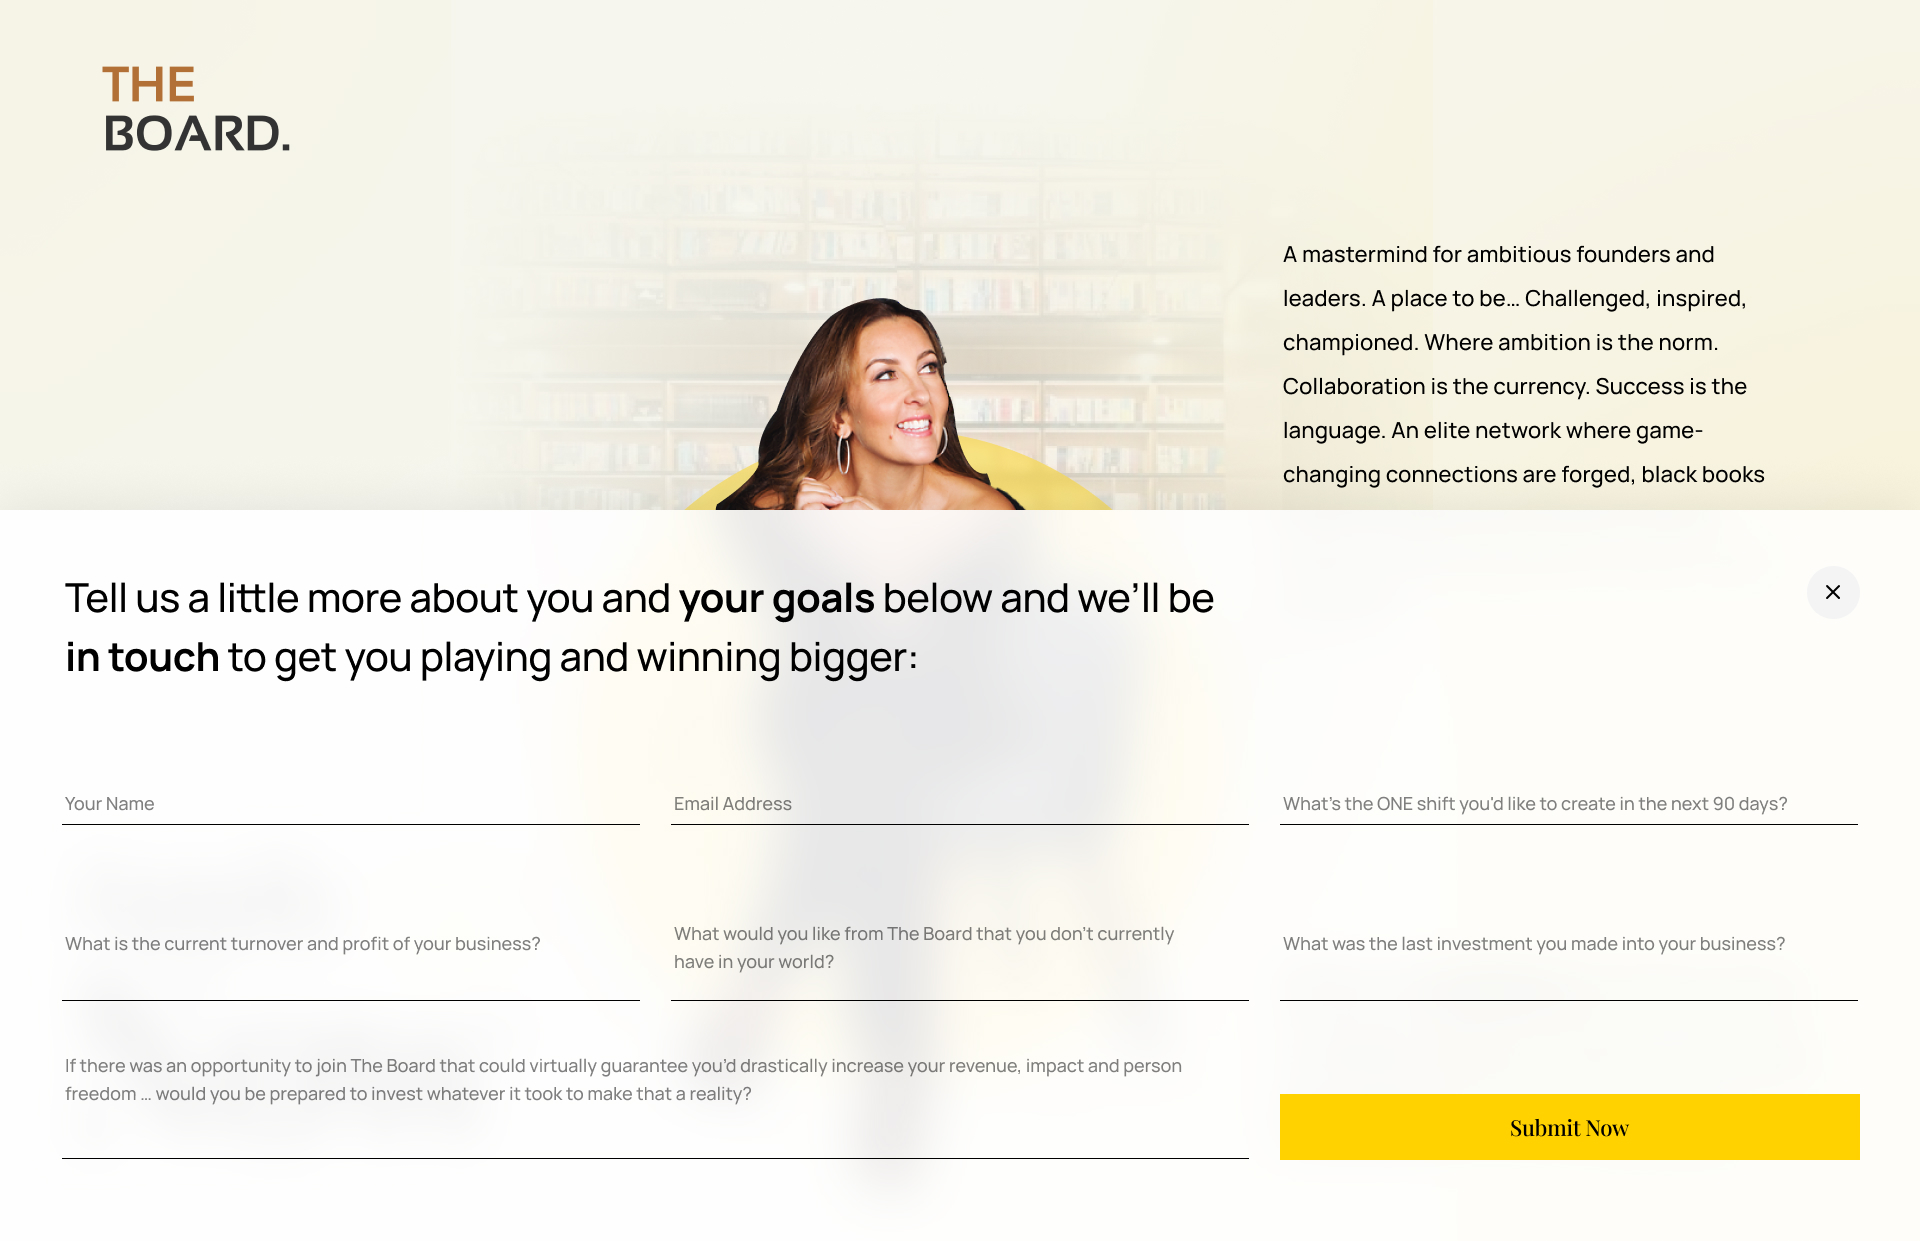 THE
BOARD.
A mastermind for ambitious founders and
leaders. A place to be… Challenged, inspired,
championed. Where ambition is the norm.
Collaboration is the currency. Success is the
language. An elite network where game-
changing connections are forged, black books
Tell us a little more about you and your goals below and we’ll be
in touch to get you playing and winning bigger:
Your Name
Email Address
What's the ONE shift you'd like to create in the next 90 days?
What is the current turnover and profit of your business?
What would you like from The Board that you don't currently
have in your world?
What was the last investment you made into your business?
If there was an opportunity to join The Board that could virtually guarantee you’d drastically increase your revenue, impact and person
freedom … would you be prepared to invest whatever it took to make that a reality?
Submit Now